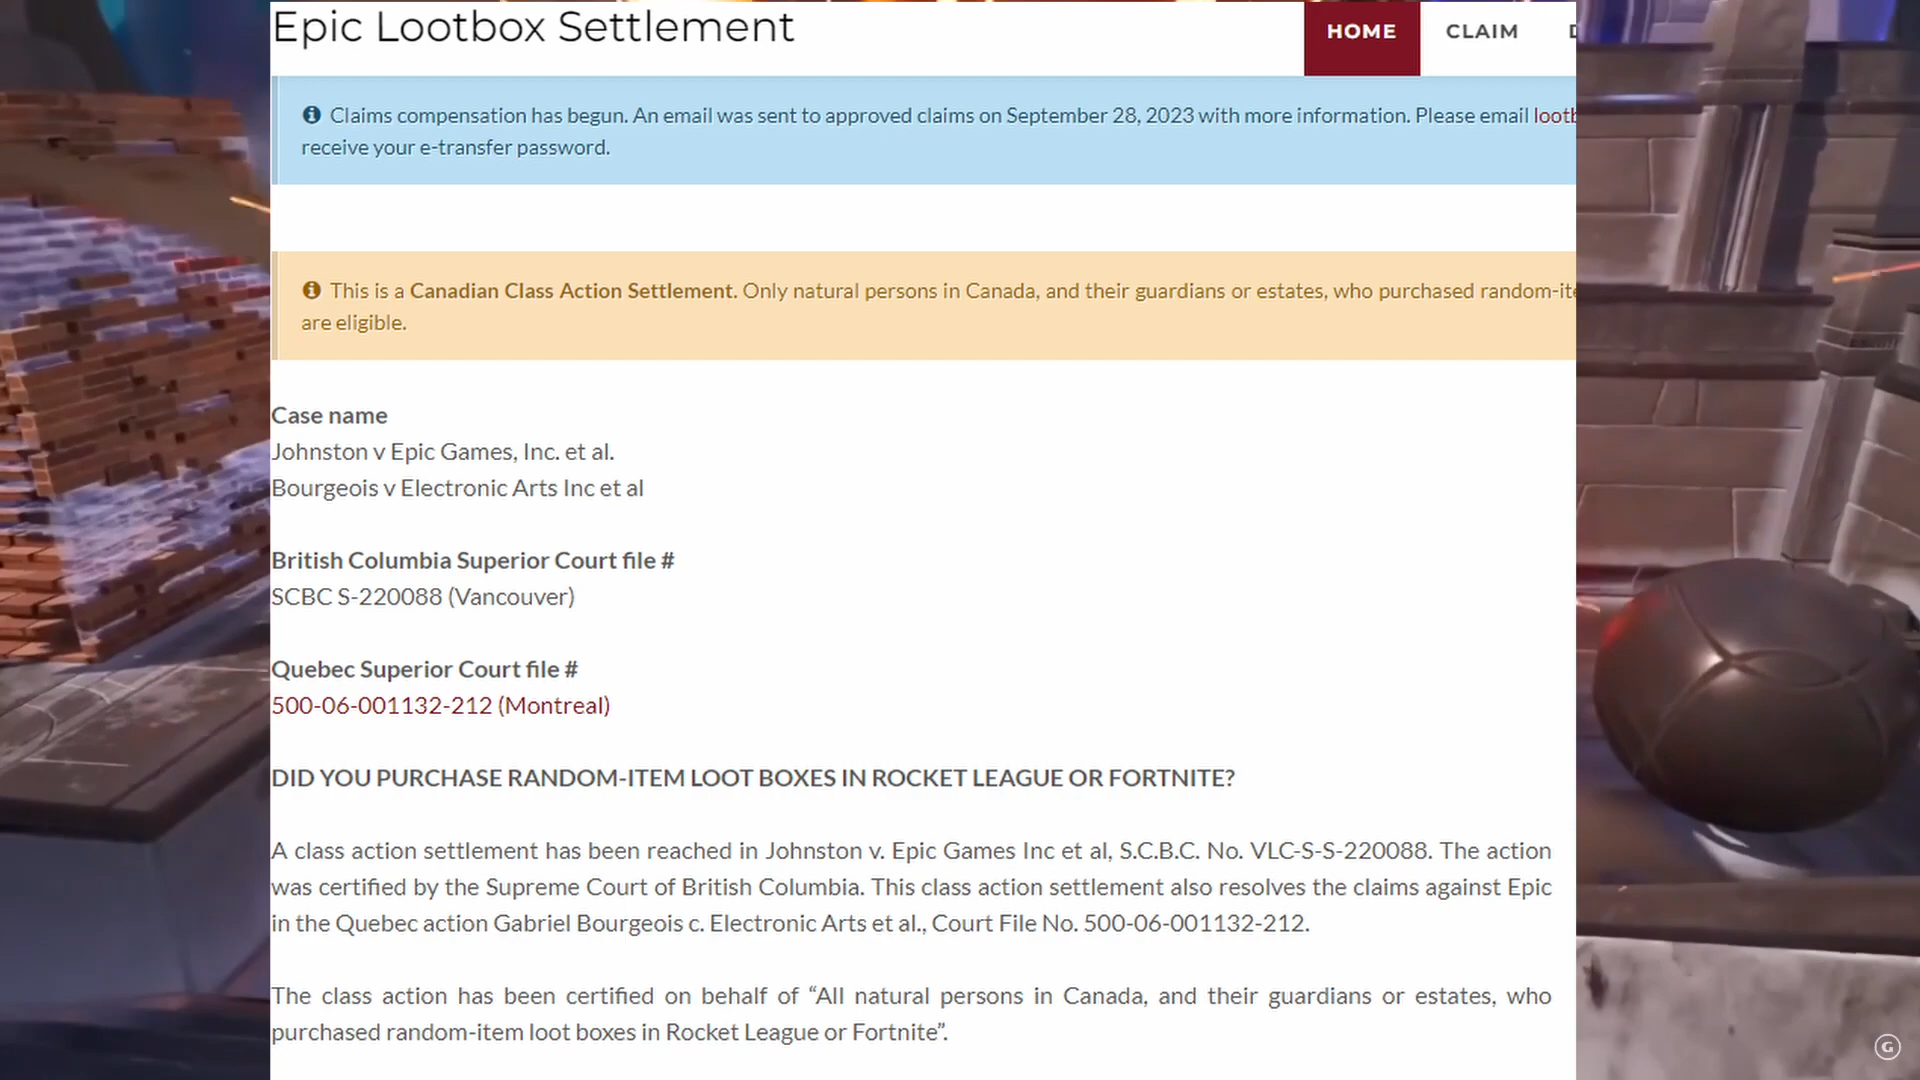 Epic Lootbox Settlement
HOME
CLAIM
Claims compensation has begun. An email was sent to approved claims on September 28, 2023 with more information. Please email
receive your e-transfer password.
This is a Canadian Class Action Settlement. Only natural persons in Canada, and their guardians or estates, who purchased
are eligible.
Case name
Johnston v Epic Games, Inc. et al.
Bourgeois v Electronic Arts Inc et al
British Columbia Superior Court file #
SCBC S-220088 (Vancouver)
Quebec Superior Court file #
500-06-001132-212 (Montreal)
DID YOU PURCHASE RANDOM-ITEM LOOT BOXES IN ROCKET LEAGUE OR FORTNITE?
A class action settlement has been reached in Johnston v. Epic Games Inc et al, S.C.B.C. No. VLC-S-S-220088. The action
was certified by the Supreme Court of British Columbia. This class action settlement also resolves the claims against Epic
in the Quebec action Gabriel Bourgeois c. Electronic Arts et al., Court File No. 500-06-001132-212.
The class action has been certified on behalf of “All natural persons in Canada, and their guardians or estates, who
purchased random-item loot boxes in Rocket League or Fortnite”.
G